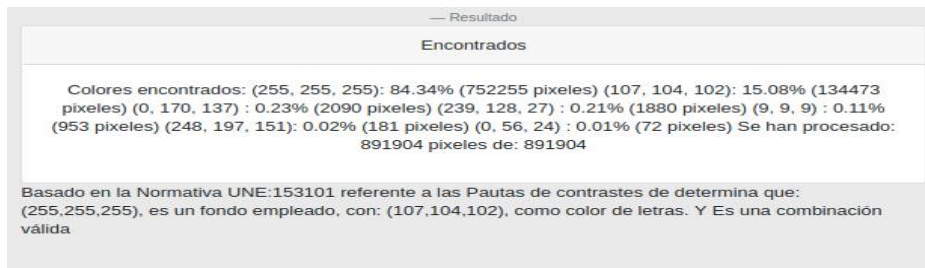 — Resultado
Encontrados
Colores encontrados: (255, 255, 255): 84.34% (752255 pixeles) (107, 104, 102): 15.08% (134473
pixeles) (0, 170, 137) : 0.23% (2090 pixeles) (239, 128, 27) : 0.21% (1880 pixeles) (9, 9, 9) : 0.11%
(953 pixeles) (248, 197, 151): 0.02% (181 pixeles) (0, 56, 24) : 0.01% (72 pixeles) Se han procesado:
891904 pixeles de: 891904
Basado en la Normativa UNE:153101 referente a las Pautas de contrastes de determina que:
(255,255,255), es un fondo empleado, con: (107,104,102), como color de letras. Y Es una combinación
válida